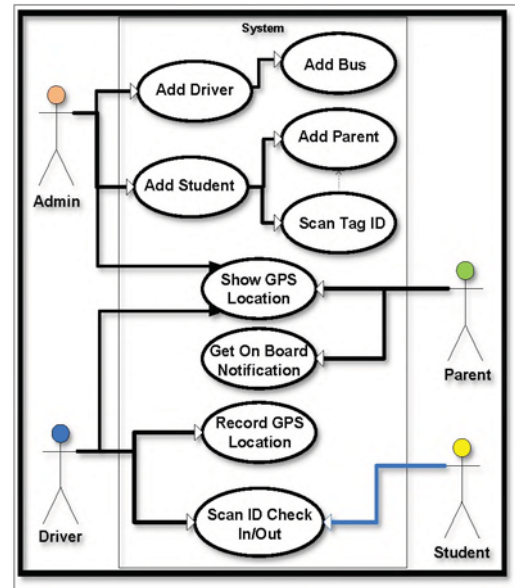 System
Add Driver
Add Bus
Add Parent
Add Student
Scan Tag ID
Admin
Show GPS
Location
Parent
Get On Board
Notification
Record GPS
Location
Driver
Scan ID Check
In/Out
Student